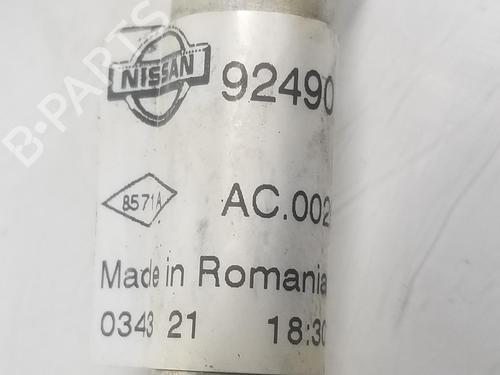 NISSAN 92490
8571A AC.002
Made in Romania
0343 21 18:30
B-PARTS